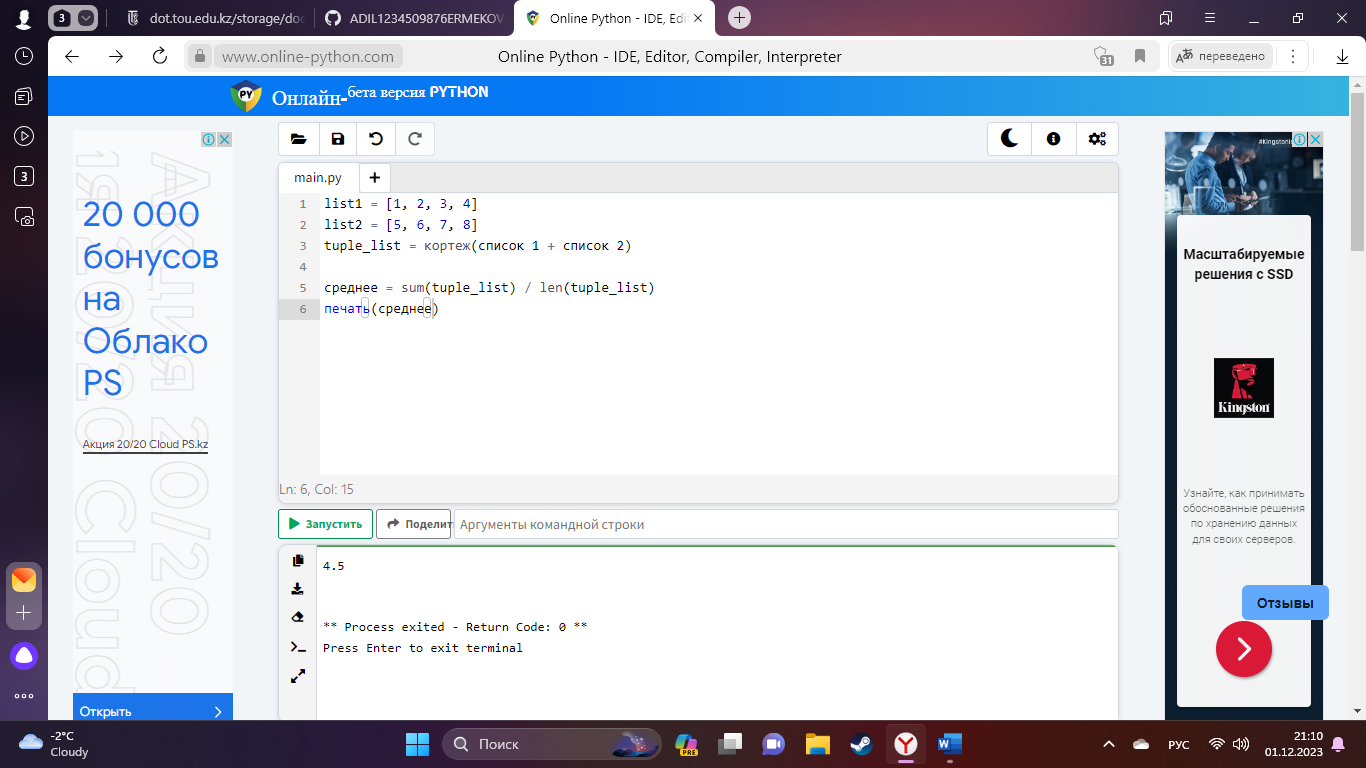 3
dot.tou.edu.kz/storage/doc
ADIL1234509876ERMEKOV
Online Python - IDE, Edi
www.online-python.com
Online Python - IDE, Editor, Compiler, Interpreter
31
переведено
PY
Онлайн-бета версия PYTHON
3
main.py
1 list1 = [1, 2, 3, 4]
2 list2 = [5, 6, 7, 8]
3 tuple_list = кортеж(список 1 + список 2)
4
5 среднее = sum(tuple_list) / len(tuple_list)
6 печать(среднее)
Ln: 6, Col: 15
Запустить
Поделит
Аргументы командной строки
4.5
** Process exited - Return Code: 0 **
Press Enter to exit terminal
Акция 20/20
Cloud
20 000
бонусов
на
Облако
PS
Акция 20/20 Cloud PS.kz
Открыть
Масштабируемые
решения с SSD
Kingston
Узнайте, как принимать
обоснованные решения
по хранению данных
для своих серверов.
Отзывы
-2°C
Cloudy
Поиск
PRE
РУС
21:10
01.12.2023